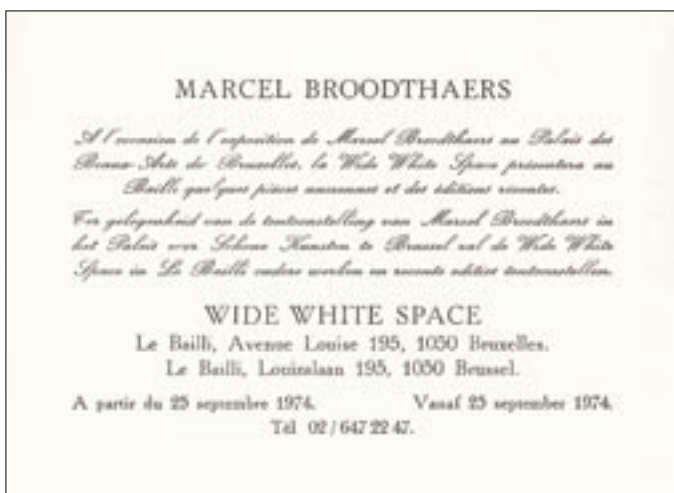 MARCEL BROODTHAERS
A l'occasion de l'exposition de Marcel Broodthaers au Palais des
Beaux-Arts de Bruxelles, la Wide White Space présentera au
Bailli quelques pièces anciennes et des éditions récentes.
Ter gelegenheid van de tentoonstelling van Marcel Broodthaers in
het Paleis voor Schone Kunsten te Brussel zal de Wide White
Space in Le Bailli oudere werken en recente edities tentoonstellen.
WIDE WHITE SPACE
Le Bailli, Avenue Louise 195, 1050 Bruxelles.
Le Bailli, Louizalaan 195, 1050 Brussel.
A partir du 25 septembre 1974. Vanaf 25 september 1974.
Tél 02/647 22 47.